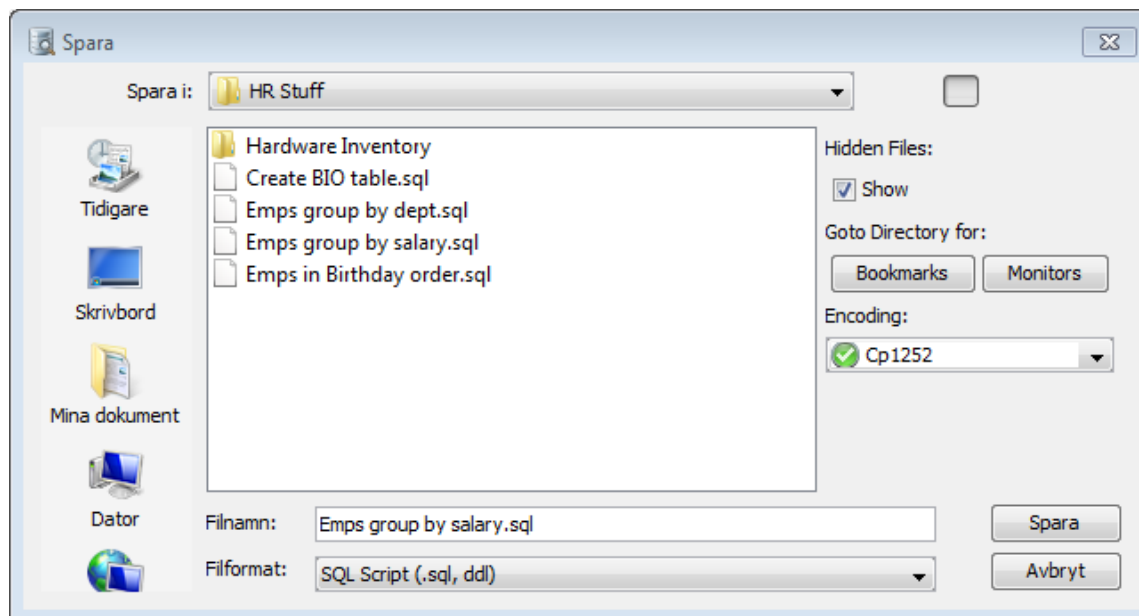 Spara
Spara i:
HR Stuff
Tidigare
Skrivbord
Mina dokument
Dator
Hardware Inventory
Create BIO table.sql
Emps group by dept.sql
Emps group by salary.sql
Emps in Birthday order.sql
Hidden Files:
Show
Goto Directory for:
Bookmarks Monitors
Encoding:
Cp1252
Filnamn: Emps group by salary.sql
Spara
Filformat: SQL Script (.sql, ddl)
Avbryt